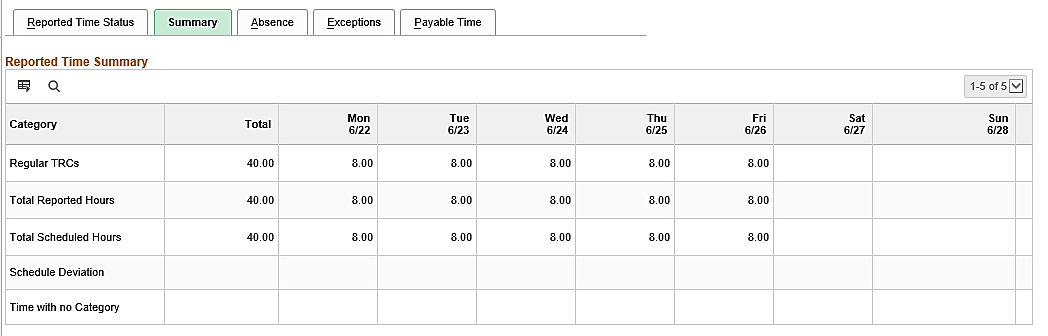 Reported Time Status Summary Absence Exceptions Payable Time
Reported Time Summary
1-5 of 5
Category Total Mon 6/22 Tue 6/23 Wed 6/24 Thu 6/25 Fri 6/26 Sat 6/27 Sun 6/28
Regular TRCs 40.00 8.00 8.00 8.00 8.00 8.00
Total Reported Hours 40.00 8.00 8.00 8.00 8.00 8.00
Total Scheduled Hours 40.00 8.00 8.00 8.00 8.00 8.00
Schedule Deviation
Time with no Category